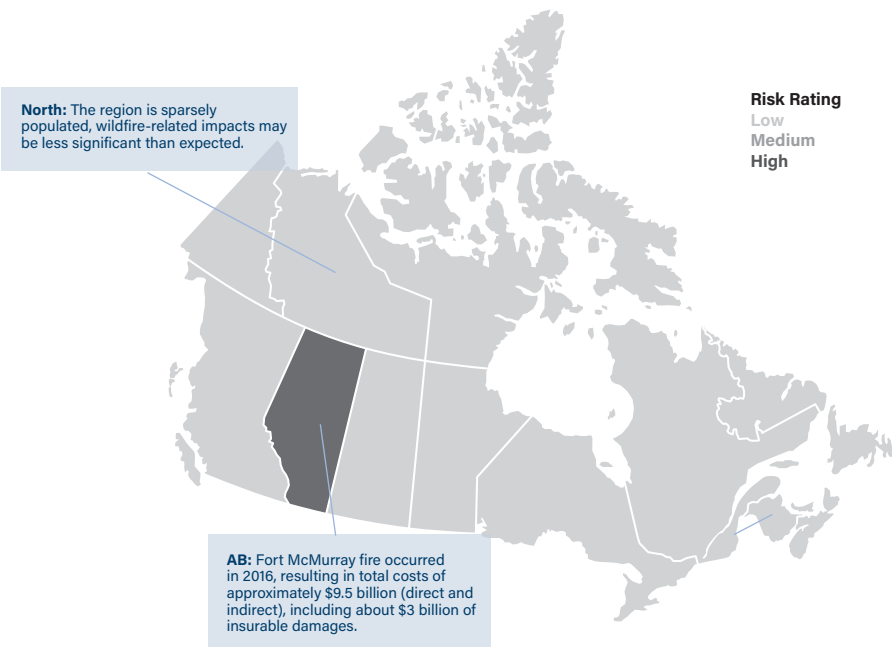 North: The region is sparsely
populated, wildfire-related impacts may
be less significant than expected.
Risk Rating
Low
Medium
High
AB: Fort McMurray fire occurred
in 2016, resulting in total costs of
approximately $9.5 billion (direct and
indirect), including about $3 billion of
insurable damages.